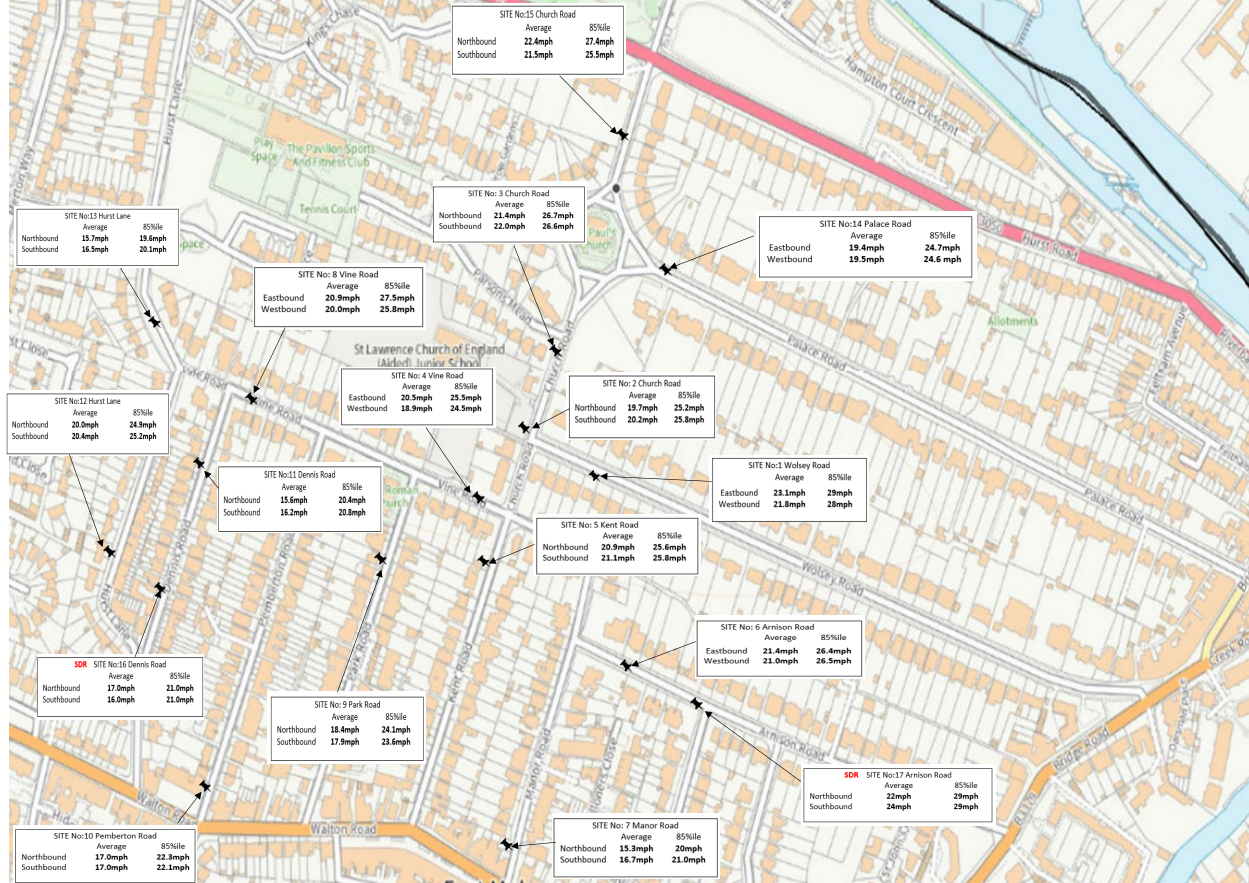 SITE No:15 Church Road
Average 85%ile
Northbound 22.4mph 27.4mph
Southbound 21.5mph 25.5mph
Kings Chase
Hurst Lane
Hampton Court Crescent
Play
Space
The Pavilion Sports
And Fitness Club
Tennis Court
SITE No: 3 Church Road
Average 85%ile
Northbound 21.4mph 26.7mph
Southbound 22.0mph 26.6mph
SITE No:13 Hurst Lane
Average 85%ile
Northbound 15.7mph 19.6mph
Southbound 16.5mph 20.1mph
Paul's
Church
SITE No:14 Palace Road
Average 85%ile
Eastbound 19.4mph 24.7mph
Westbound 19.5mph 24.6 mph
Hurst Road
SITE No: 8 Vine Road
Average 85%ile
Eastbound 20.9mph 27.5mph
Westbound 20.0mph 25.8mph
Parsons Mead
Allotments
Palace Road
St Lawrence Church of England
(Aided) Junior School
Church Road
SITE No: 4 Vine Road
Average 85%ile
Eastbound 20.5mph 25.5mph
Westbound 18.9mph 24.5mph
SITE No: 2 Church Road
Average 85%ile
Northbound 19.7mph 25.2mph
Southbound 20.2mph 25.8mph
SITE No:12 Hurst Lane
Average 85%ile
Northbound 20.0mph 24.9mph
Southbound 20.4mph 25.2mph
SITE No:11 Dennis Road
Average 85%ile
Northbound 15.6mph 20.4mph
Southbound 16.2mph 20.8mph
Roman
Vine Road
Church Road
SITE No:1 Wolsey Road
Average 85%ile
Eastbound 23.1mph 29mph
Westbound 21.8mph 28mph
Palace Road
SITE No: 5 Kent Road
Average 85%ile
Northbound 20.9mph 25.6mph
Southbound 21.1mph 25.8mph
Wolsey Road
Pemberton Road
Park Road
Kent Road
SITE No: 6 Arnison Road
Average 85%ile
Eastbound 21.4mph 26.4mph
Westbound 21.0mph 26.5mph
Creek Road
SDR SITE No:16 Dennis Road
Average 85%ile
Northbound 17.0mph 21.0mph
Southbound 16.0mph 21.0mph
SITE No: 9 Park Road
Average 85%ile
Northbound 18.4mph 24.1mph
Southbound 17.9mph 23.6mph
Manor Road
Arnison Road
Bridge Road
B3379
SDR SITE No:17 Arnison Road
Average 85%ile
Northbound 22mph 29mph
Southbound 24mph 29mph
Walton Road
Walton Road
SITE No:10 Pemberton Road
Average 85%ile
Northbound 17.0mph 22.3mph
Southbound 17.0mph 22.1mph
SITE No: 7 Manor Road
Average 85%ile
Northbound 15.3mph 20mph
Southbound 16.7mph 21.0mph